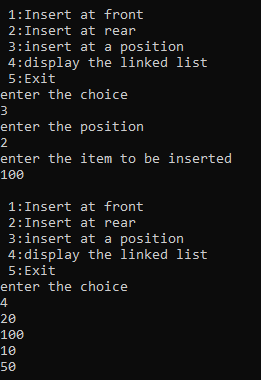 1:Insert at front
2:Insert at rear
3:insert at a position
4:display the linked list
5:Exit
enter the choice
3
enter the position
2
enter the item to be inserted
100
1:Insert at front
2:Insert at rear
3:insert at a position
4:display the linked list
5:Exit
enter the choice
4
20
100
10
50